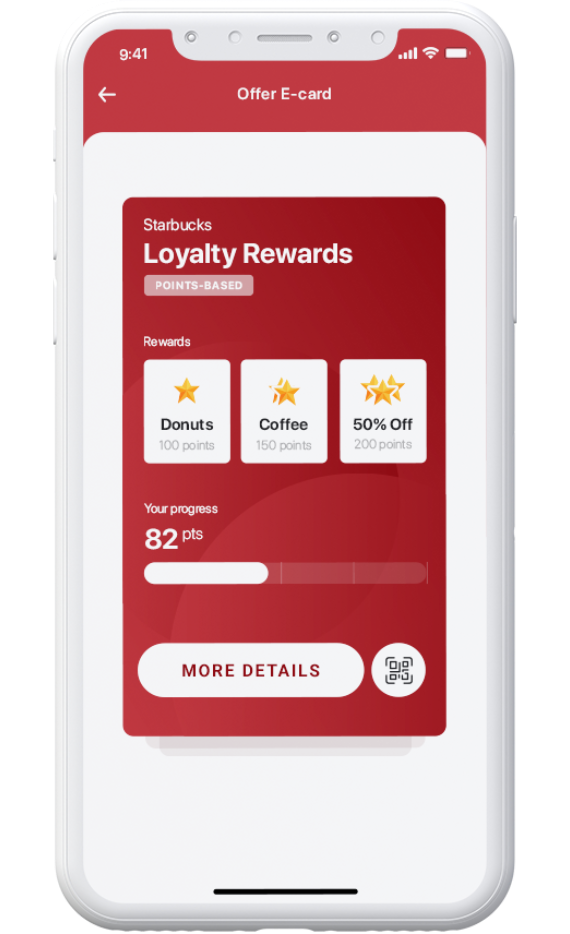 9:41
Offer E-card
Starbucks
Loyalty Rewards
POINTS-BASED
Rewards
Donuts
100 points
Coffee
150 points
50% Off
200 points
Your progress
82 pts
MORE DETAILS